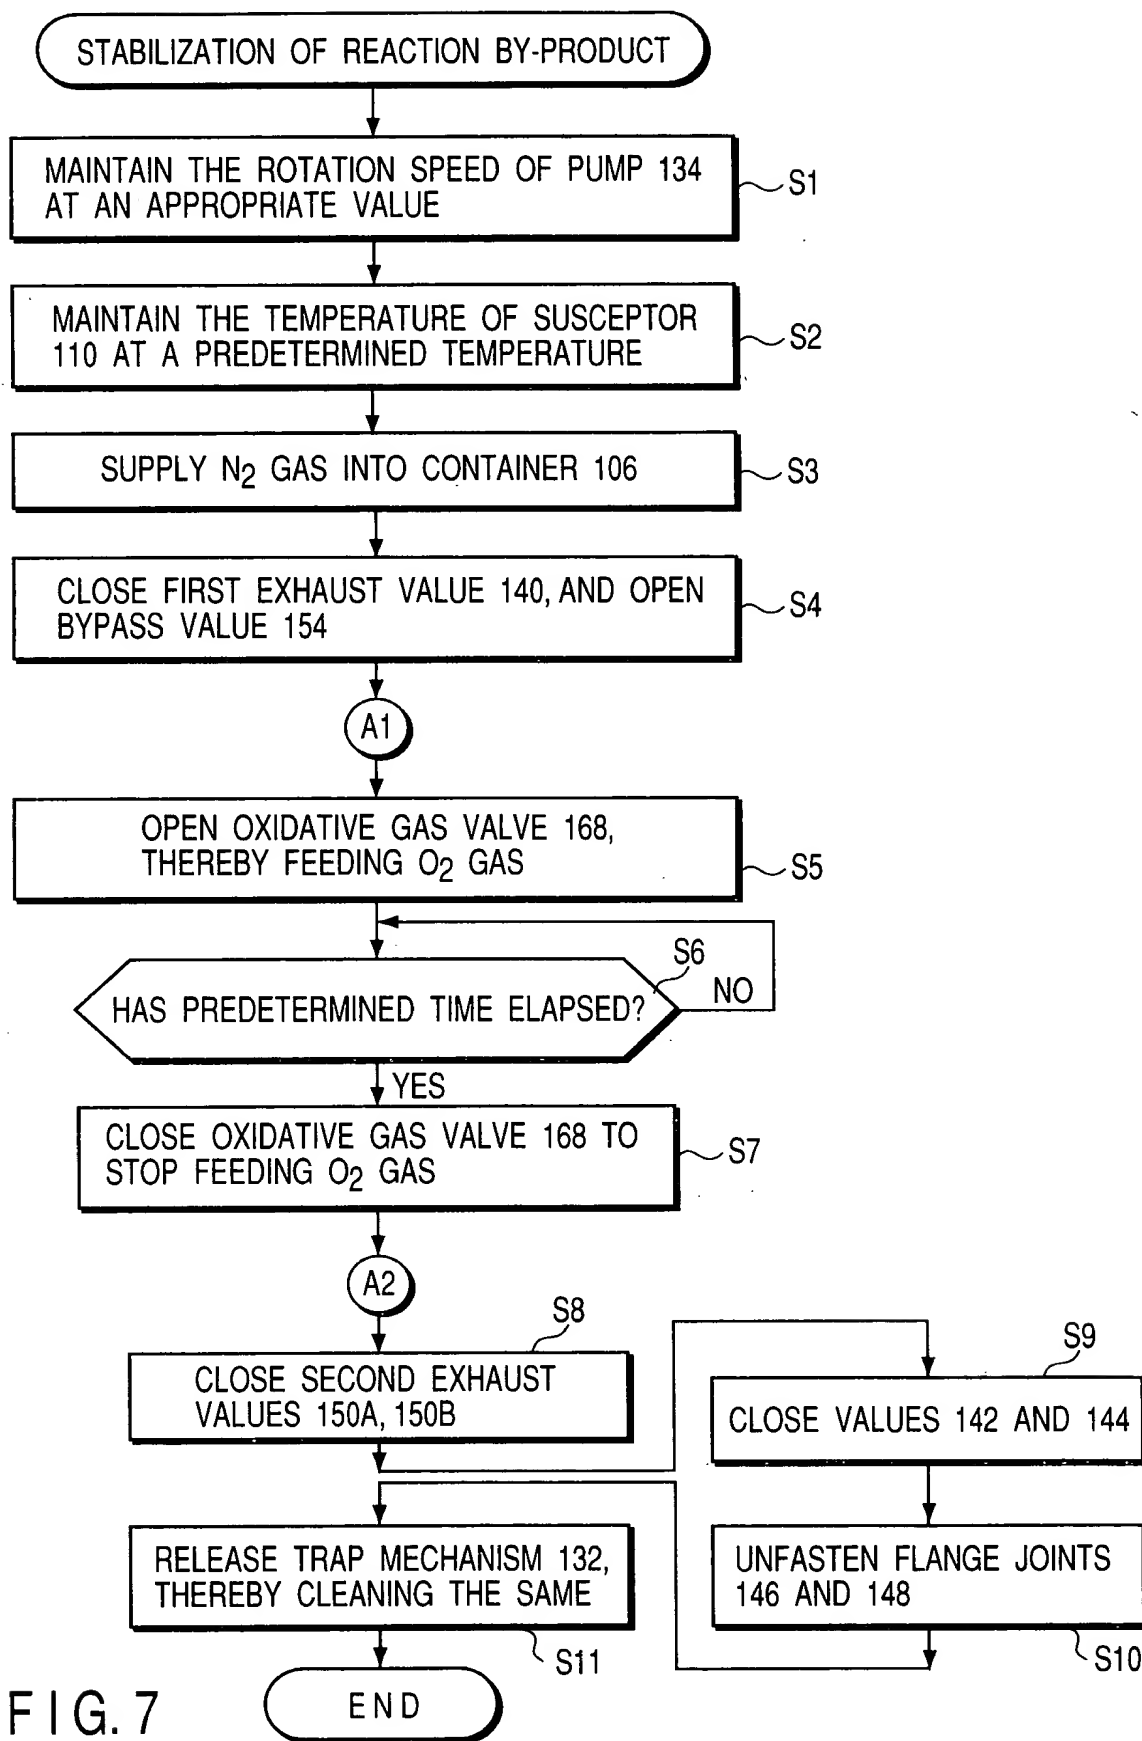 STABILIZATION OF REACTION BY-PRODUCT
MAINTAIN THE ROTATION SPEED OF PUMP 134
AT AN APPROPRIATE VALUE
S1
MAINTAIN THE TEMPERATURE OF SUSCEPTOR
110 AT A PREDETERMINED TEMPERATURE
S2
SUPPLY N2 GAS INTO CONTAINER 106
S3
CLOSE FIRST EXHAUST VALUE 140, AND OPEN
BYPASS VALUE 154
S4
A1
OPEN OXIDATIVE GAS VALVE 168,
THEREBY FEEDING O2 GAS
S5
S6
HAS PREDETERMINED TIME ELAPSED?
NO
YES
CLOSE OXIDATIVE GAS VALVE 168 TO
STOP FEEDING O2 GAS
S7
A2
S8
CLOSE SECOND EXHAUST
VALUES 150A, 150B
S9
CLOSE VALUES 142 AND 144
UNFASTEN FLANGE JOINTS
146 AND 148
S10
RELEASE TRAP MECHANISM 132,
THEREBY CLEANING THE SAME
S11
END
FIG. 7